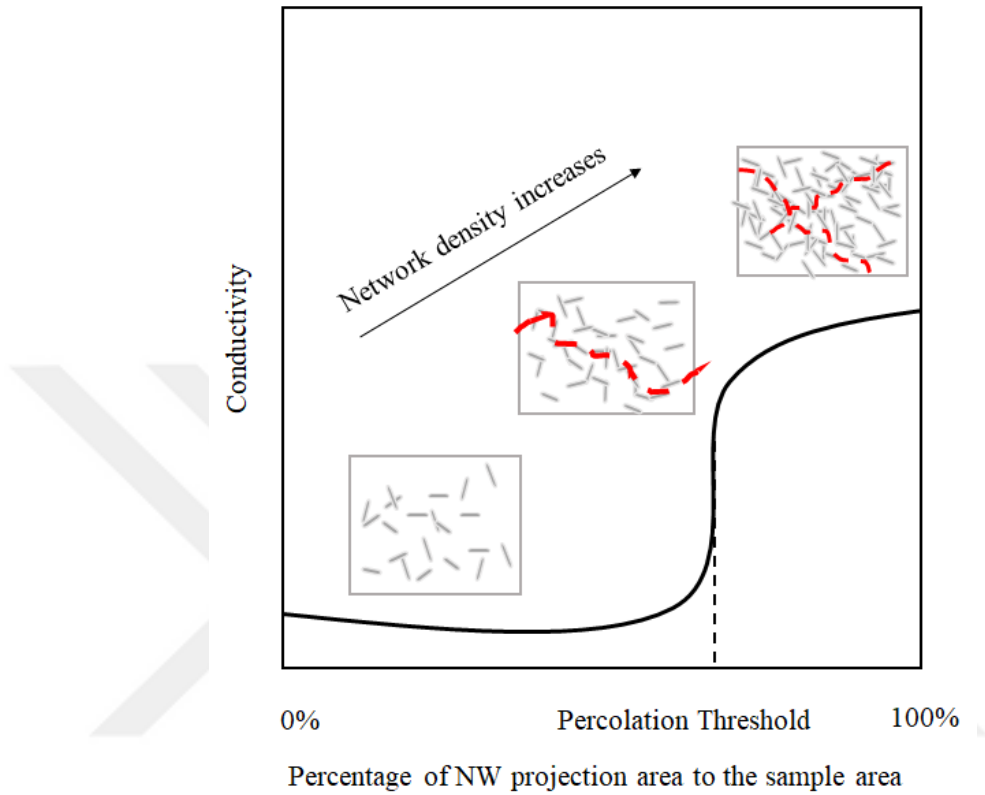 Network density increases
Conductivity
0%
Percolation Threshold
100%
Percentage of NW projection area to the sample area